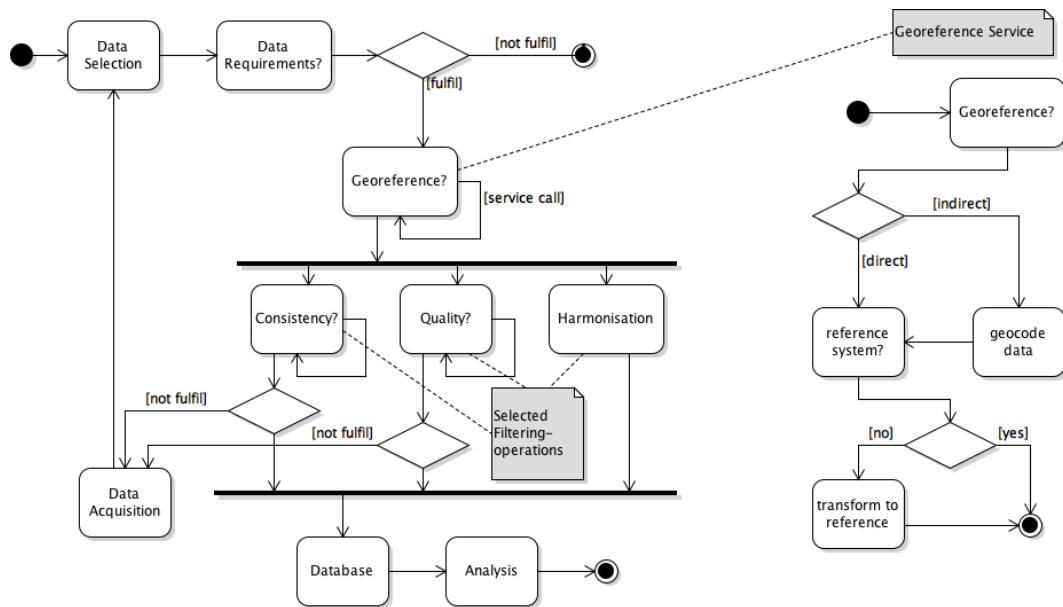 Data
Selection
Data
Requirements?
[not fulfil]
[fulfil]
Georeference Service
Georeference?
[service call]
Consistency?
Quality?
Harmonisation
[not fulfil]
[not fulfil]
Selected
Filtering-
operations
Data
Acquisition
Database
Analysis
Georeference?
[indirect]
[direct]
reference
system?
geocode
data
[no]
[yes]
transform to
reference